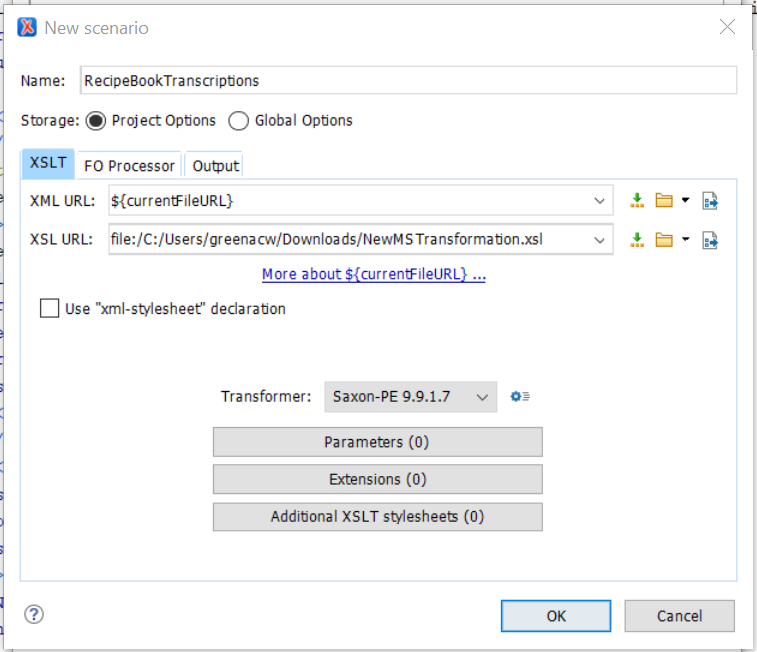 New scenario
Name: RecipeBookTranscriptions
Storage: Project Options Global Options
XSLT FO Processor Output
XML URL: ${currentFileURL}
XSL URL: file:/C:/Users/greenacw/Downloads/NewMSTransformation.xsl
More about ${currentFileURL} ...
Use "xml-stylesheet" declaration
Transformer: Saxon-PE 9.9.1.7
Parameters (0)
Extensions (0)
Additional XSLT stylesheets (0)
? OK Cancel